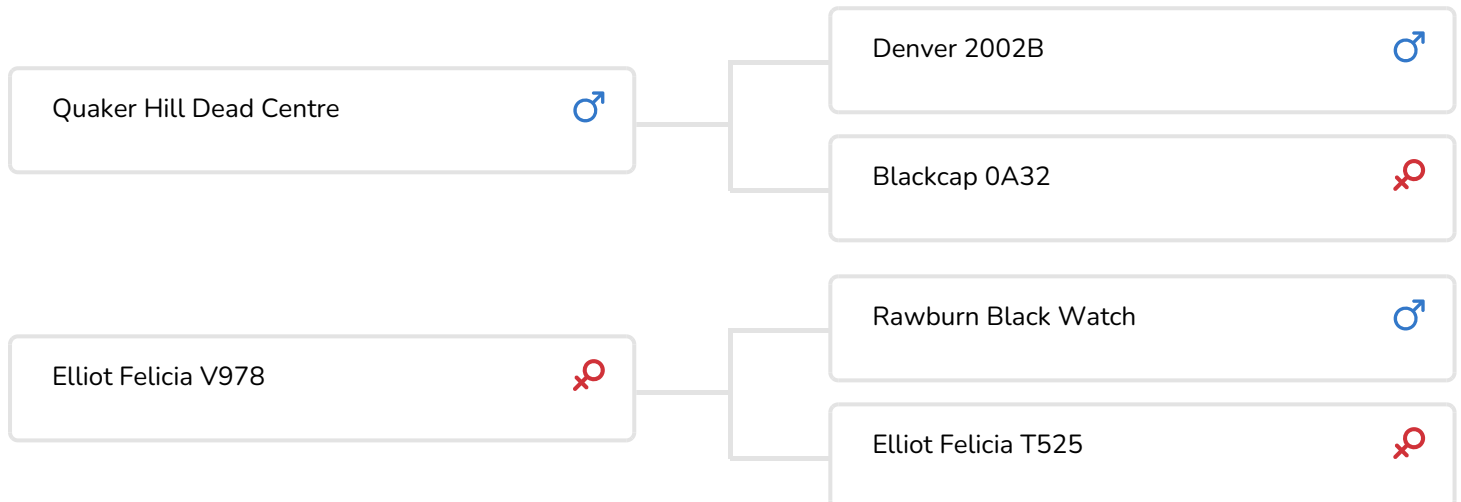 Denver 2002B
Quaker Hill Dead Centre
Blackcap 0A32
Rawburn Black Watch
Elliot Felicia V978
Elliot Felicia T525